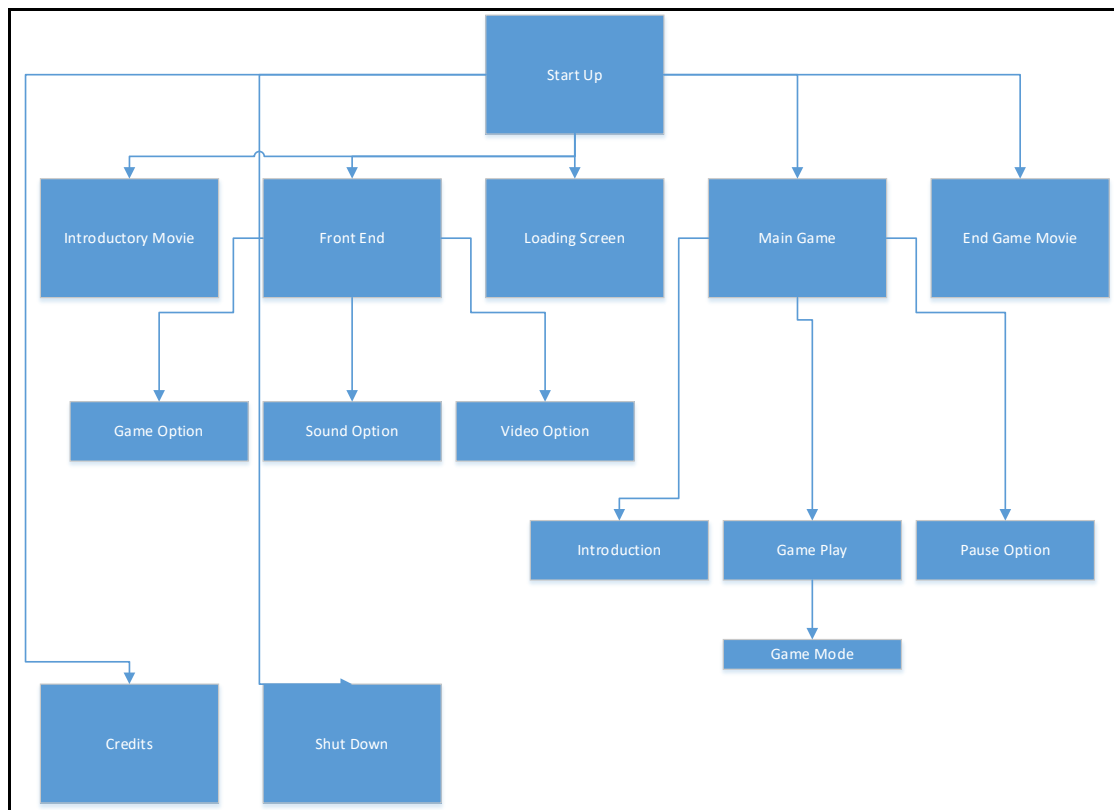 Start Up
Introductory Movie
Front End
Loading Screen
Main Game
End Game Movie
Game Option
Sound Option
Video Option
Introduction
Game Play
Pause Option
Game Mode
Credits
Shut Down